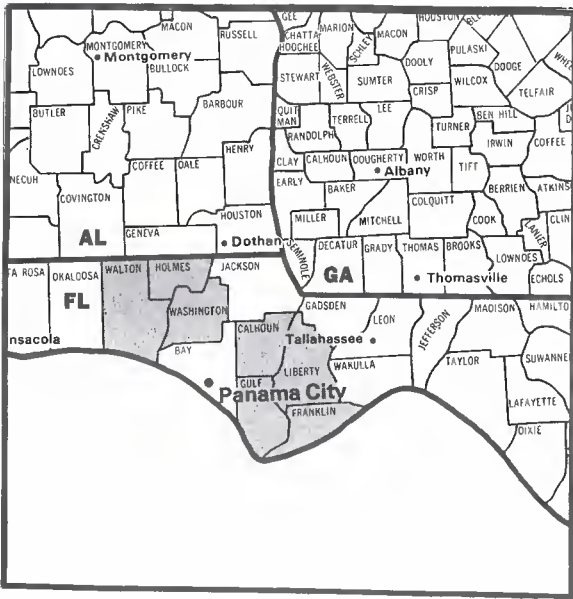 GEE
MARION
MACON
HOUSTON
MACON
RUSSELL
CHATTA
HOOCHEE
SCHLEY
MONTGOMERY
Montgomery
DOOLY
PULASKI
DODGE
LOWNOES
BULLOCK
STEWART
WEBSTER
SUMTER
WILCOX
CRISP
TELFAIR
BUTLER
CRENSHAW
PIKE
BARBOUR
QUIT
MAN
TERRELL
LEE
TURNER
BEN HILL
RANDOLPH
IRWIN
COFFEE
HENRY
CLAY
CALHOUN
DOUGHERTY
WORTH
TIFT
NECUH
COFFEE
DALE
Albany
EARLY
BAKER
BERRIEN
ATKINS
COVINGTON
COLQUITT
HOUSTON
MILLER
MITCHELL
COOK
LANIER
CLIN
AL
GENEVA
Dothan
SEMINOLE
DECATUR
GRADY
THOMAS
BROOKS
LOWNOES
GA
Thomasville
ECHOLS
TA ROSA
OKALOOSA
WALTON
HOLMES
JACKSON
FL
WASHINGTON
GADSDEN
LEON
JEFFERSON
MADISON
HAMILTO
nsacola
BAY
CALHOUN
Tallahassee
SUWANNE
LIBERTY
WAKULLA
TAYLOR
GULF
Panama City
LAFAYETTE
FRANKLIN
DIXIE